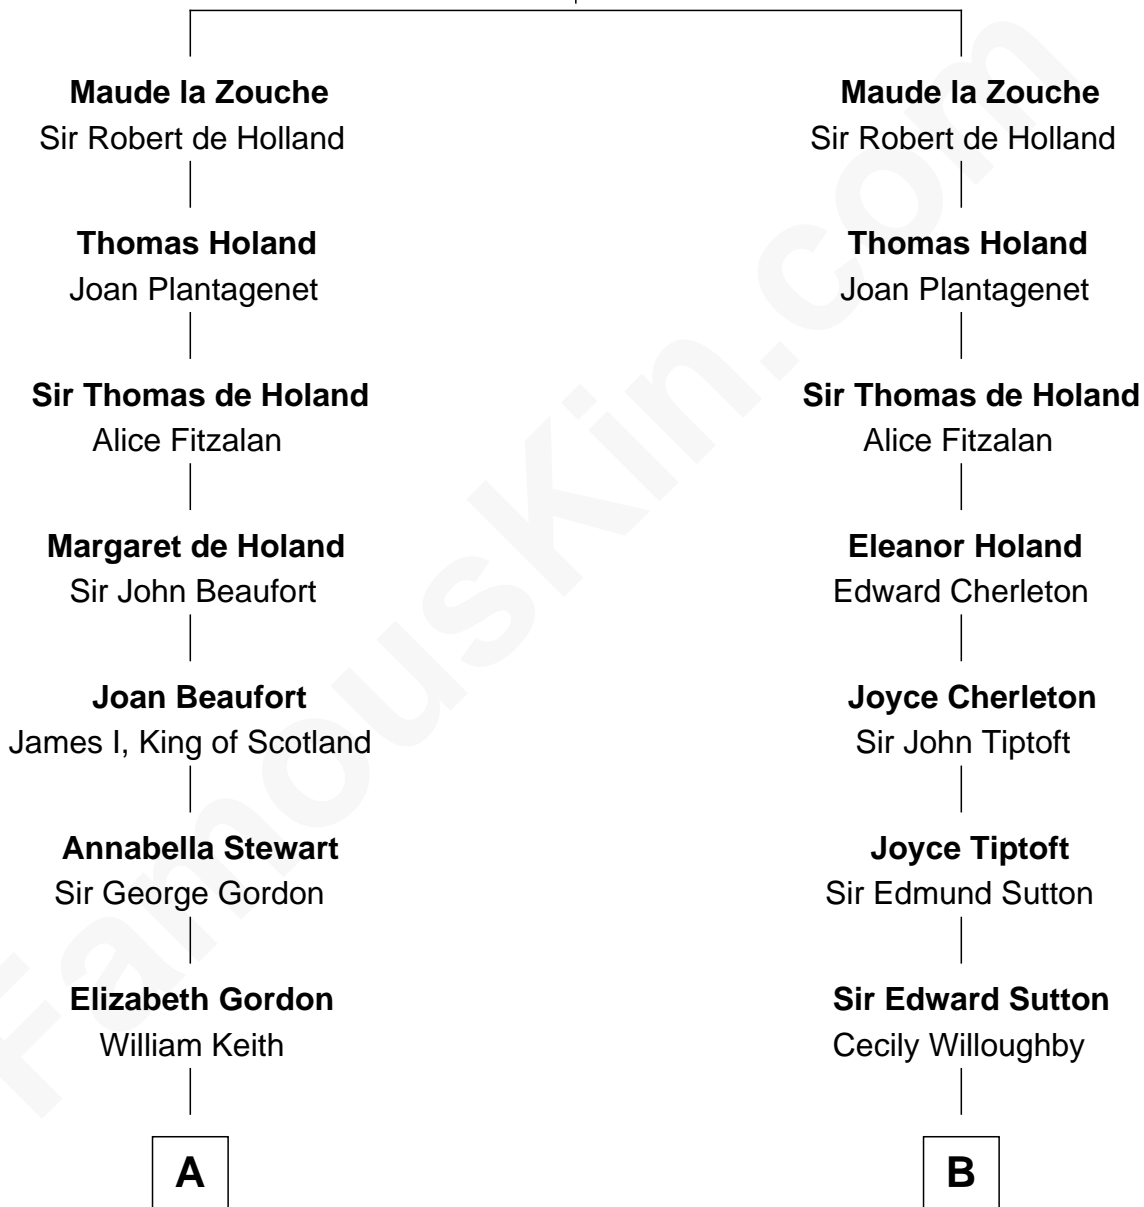 Maude la Zouche
Sir Robert de Holland
Thomas Holand
Joan Plantagenet
Sir Thomas de Holand
Alice Fitzalan
Margaret de Holand
Sir John Beaufort
Joan Beaufort
James I, King of Scotland
Annabella Stewart
Sir George Gordon
Elizabeth Gordon
William Keith
A
Maude la Zouche
Sir Robert de Holland
Thomas Holand
Joan Plantagenet
Sir Thomas de Holand
Alice Fitzalan
Eleanor Holand
Edward Cherleton
Joyce Cherleton
Sir John Tiptoft
Joyce Tiptoft
Sir Edmund Sutton
Sir Edward Sutton
Cecily Willoughby
B
FamousKin.com